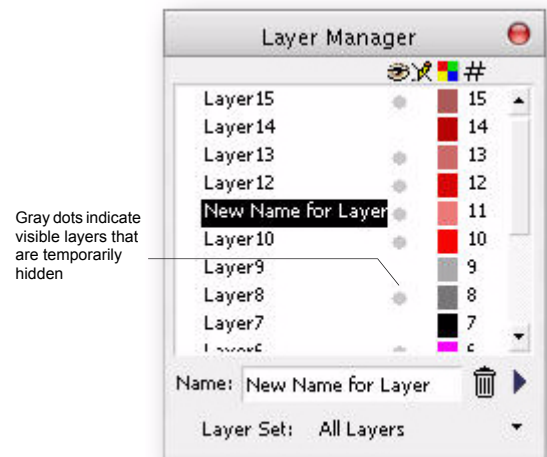 Layer Manager
#
Layer15 15
Layer14 14
Layer13 13
Layer12 12
New Name for Layer 11
Layer10 10
Layer9 9
Layer8 8
Layer7 7
Gray dots indicate
visible layers that
are temporarily
hidden
Name: New Name for Layer
Layer Set: All Layers